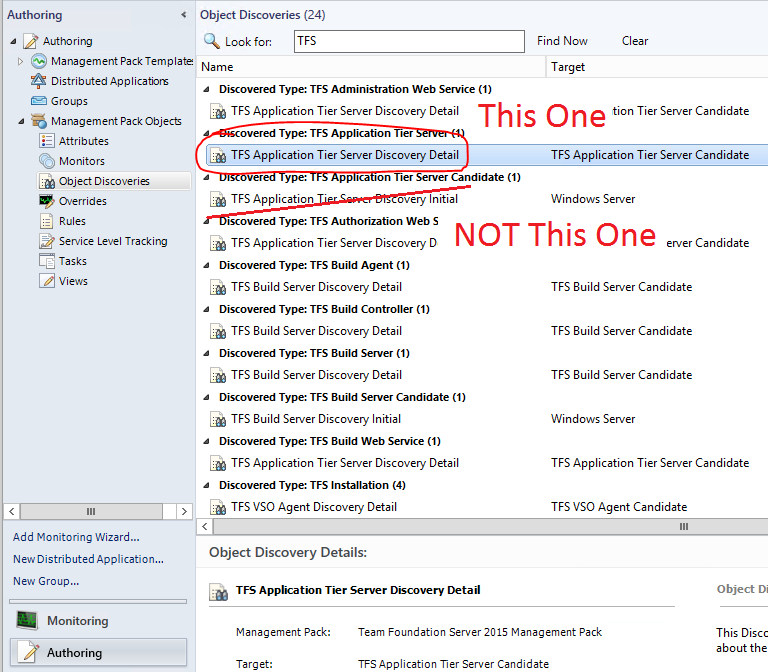 Authoring
Authoring
Management Pack Template
Distributed Applications
Groups
Management Pack Objects
Attributes
Monitors
Object Discoveries
Overrides
Rules
Service Level Tracking
Tasks
Views
Add Monitoring Wizard...
New Distributed Application...
New Group...
Monitoring
Authoring
Object Discoveries (24)
Look for: TFS Find Now Clear
Name Target
Discovered Type: TFS Administration Web Service (1)
TFS Application Tier Server Discovery Detail tion Tier Server Candidate
This One
Discovered Type: TFS Application Tier Server (1)
TFS Application Tier Server Discovery Detail TFS Application Tier Server Candidate
Discovered Type: TFS Application Tier Server Candidate (1)
TFS Application Tier Server Discovery Initial Windows Server
Discovered Type: TFS Authorization Web S
NOT This One
TFS Application Tier Server Discovery D erver Candidate
Discovered Type: TFS Build Agent (1)
TFS Build Server Discovery Detail TFS Build Server Candidate
Discovered Type: TFS Build Controller (1)
TFS Build Server Discovery Detail TFS Build Server Candidate
Discovered Type: TFS Build Server (1)
TFS Build Server Discovery Detail TFS Build Server Candidate
Discovered Type: TFS Build Server Candidate (1)
TFS Build Server Discovery Initial Windows Server
Discovered Type: TFS Build Web Service (1)
TFS Application Tier Server Discovery Detail TFS Application Tier Server Candidate
Discovered Type: TFS Installation (4)
TFS VSO Agent Discovery Detail TFS VSO Agent Candidate
Object Discovery Details:
TFS Application Tier Server Discovery Detail Object Di
Management Pack: Team Foundation Server 2015 Management Pack This Disco
about the
Target: TFS Application Tier Server Candidate